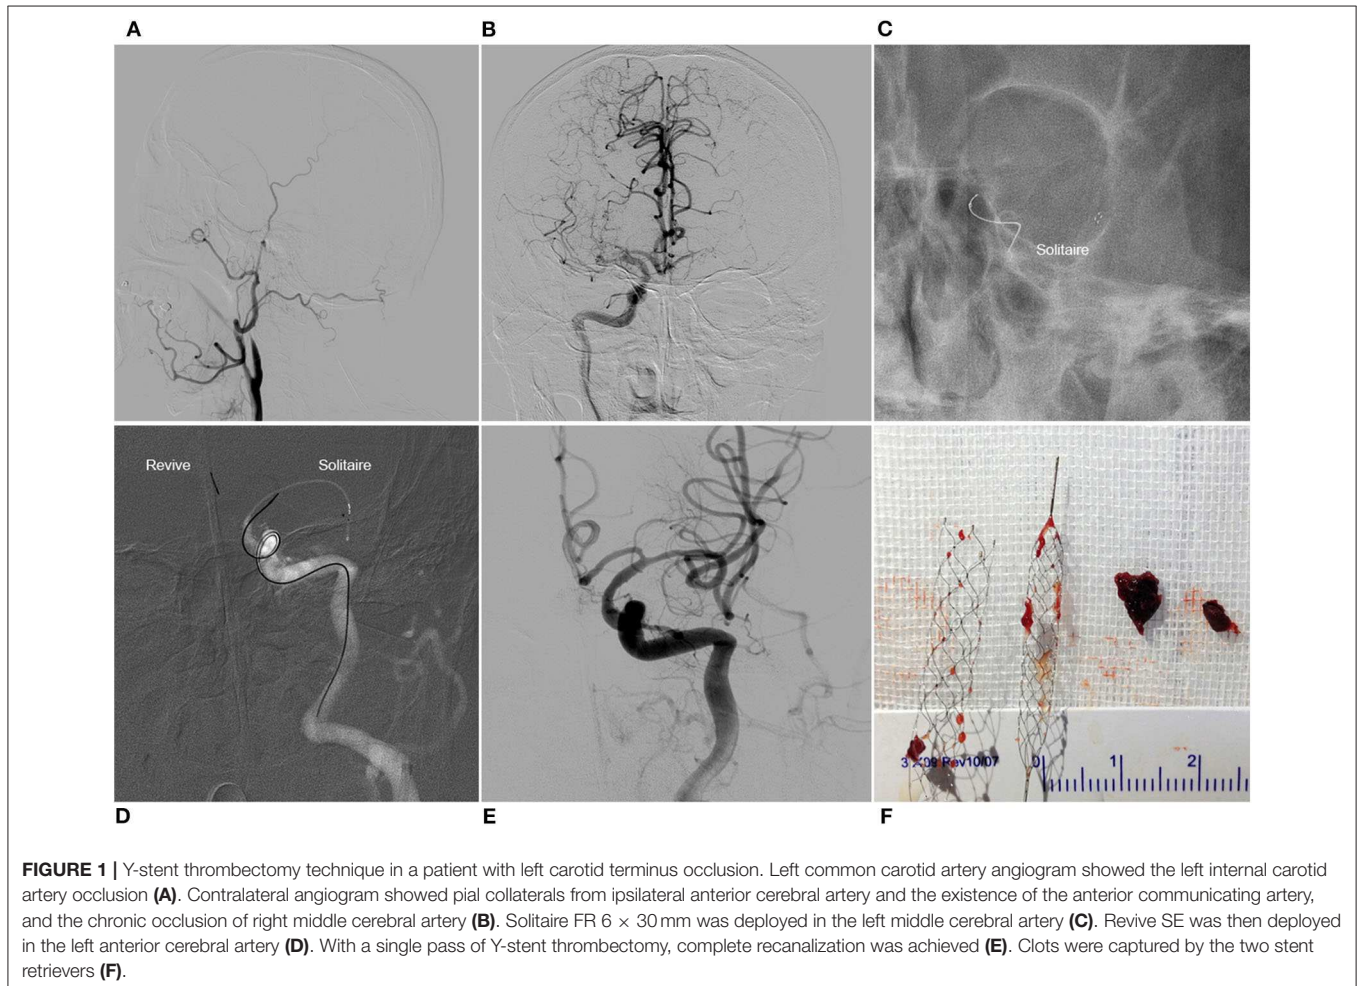 A
B
C
Solitaire
Revive
Solitaire
3 X09 Rev10/07
0 1 2
D
E
F
FIGURE 1 | Y-stent thrombectomy technique in a patient with left carotid terminus occlusion. Left common carotid artery angiogram showed the left internal carotid
artery occlusion (A). Contralateral angiogram showed pial collaterals from ipsilateral anterior cerebral artery and the existence of the anterior communicating artery,
and the chronic occlusion of right middle cerebral artery (B). Solitaire FR 6 × 30 mm was deployed in the left middle cerebral artery (C). Revive SE was then deployed
in the left anterior cerebral artery (D). With a single pass of Y-stent thrombectomy, complete recanalization was achieved (E). Clots were captured by the two stent
retrievers (F).